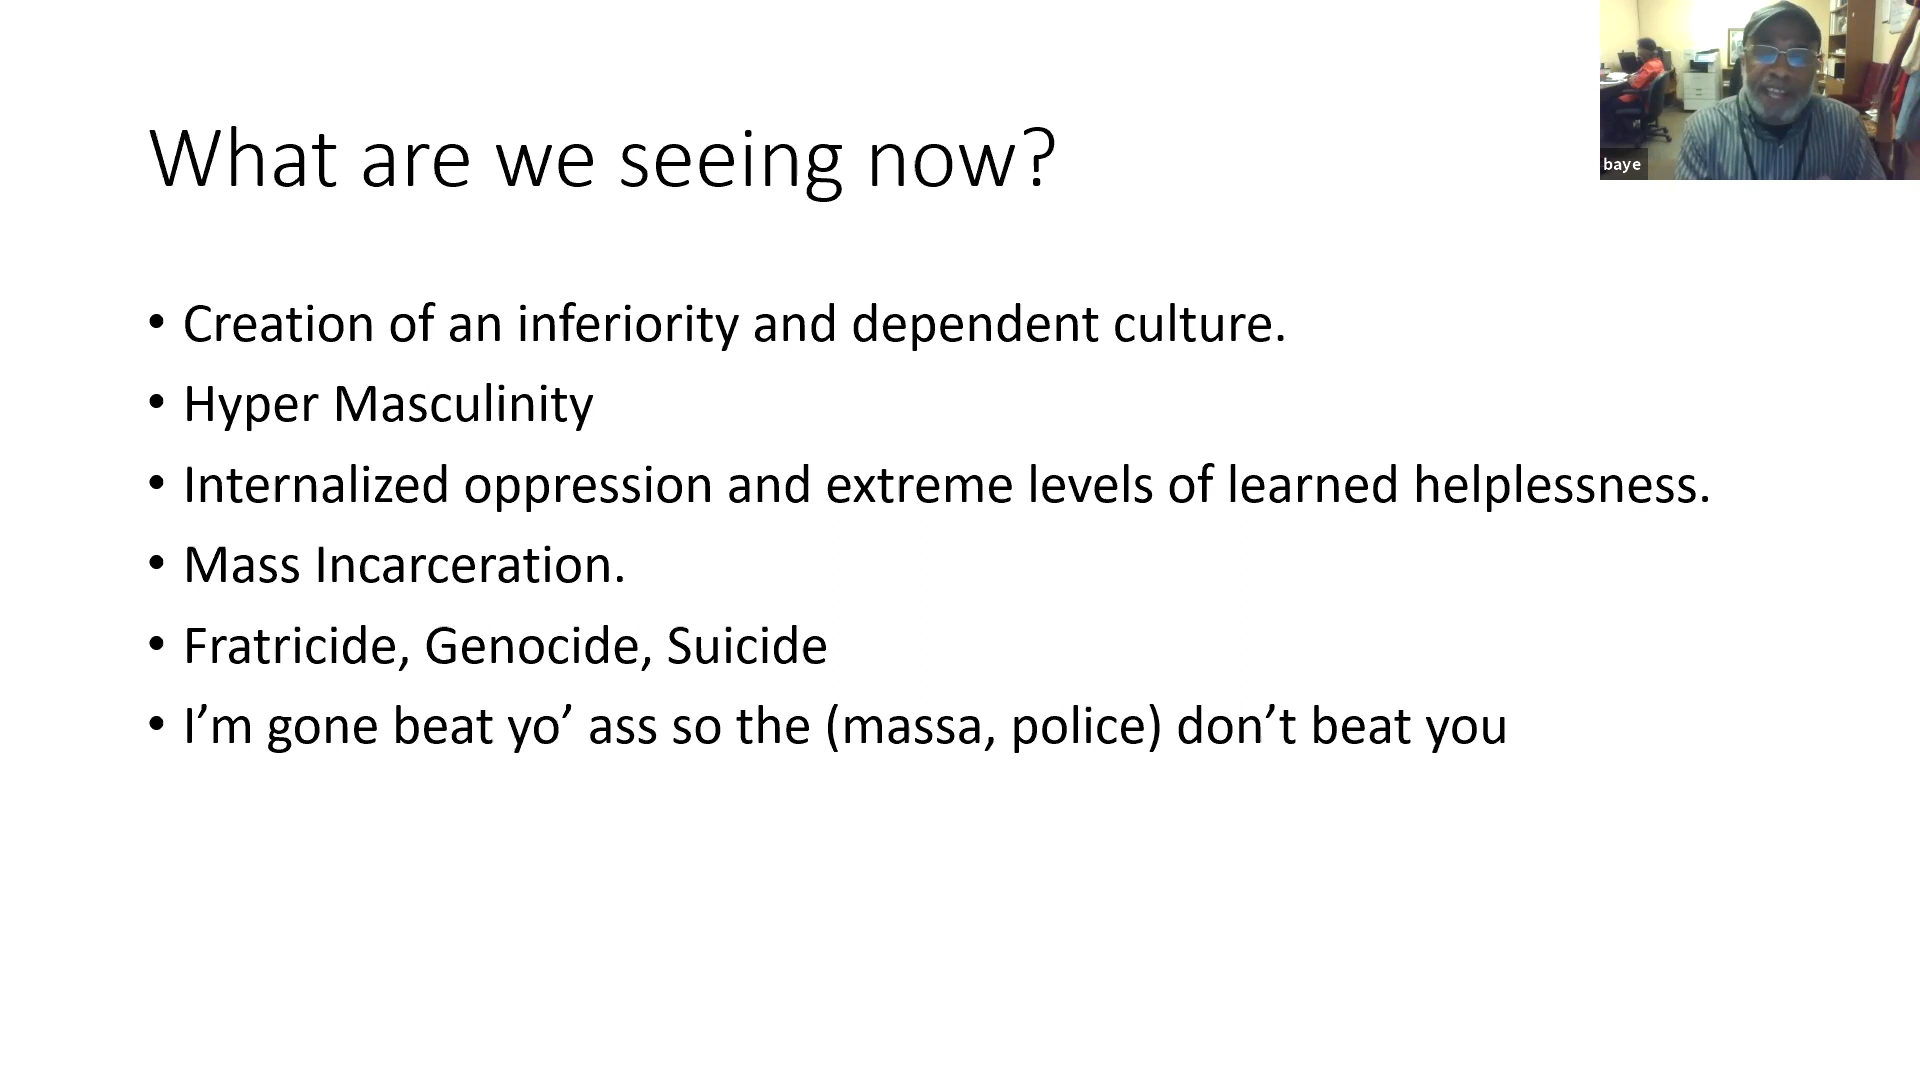 What are we seeing now?
baye
• Creation of an inferiority and dependent culture.
• Hyper Masculinity
• Internalized oppression and extreme levels of learned helplessness.
• Mass Incarceration.
• Fratricide, Genocide, Suicide
• I’m gone beat yo’ ass so the (massa, police) don’t beat you